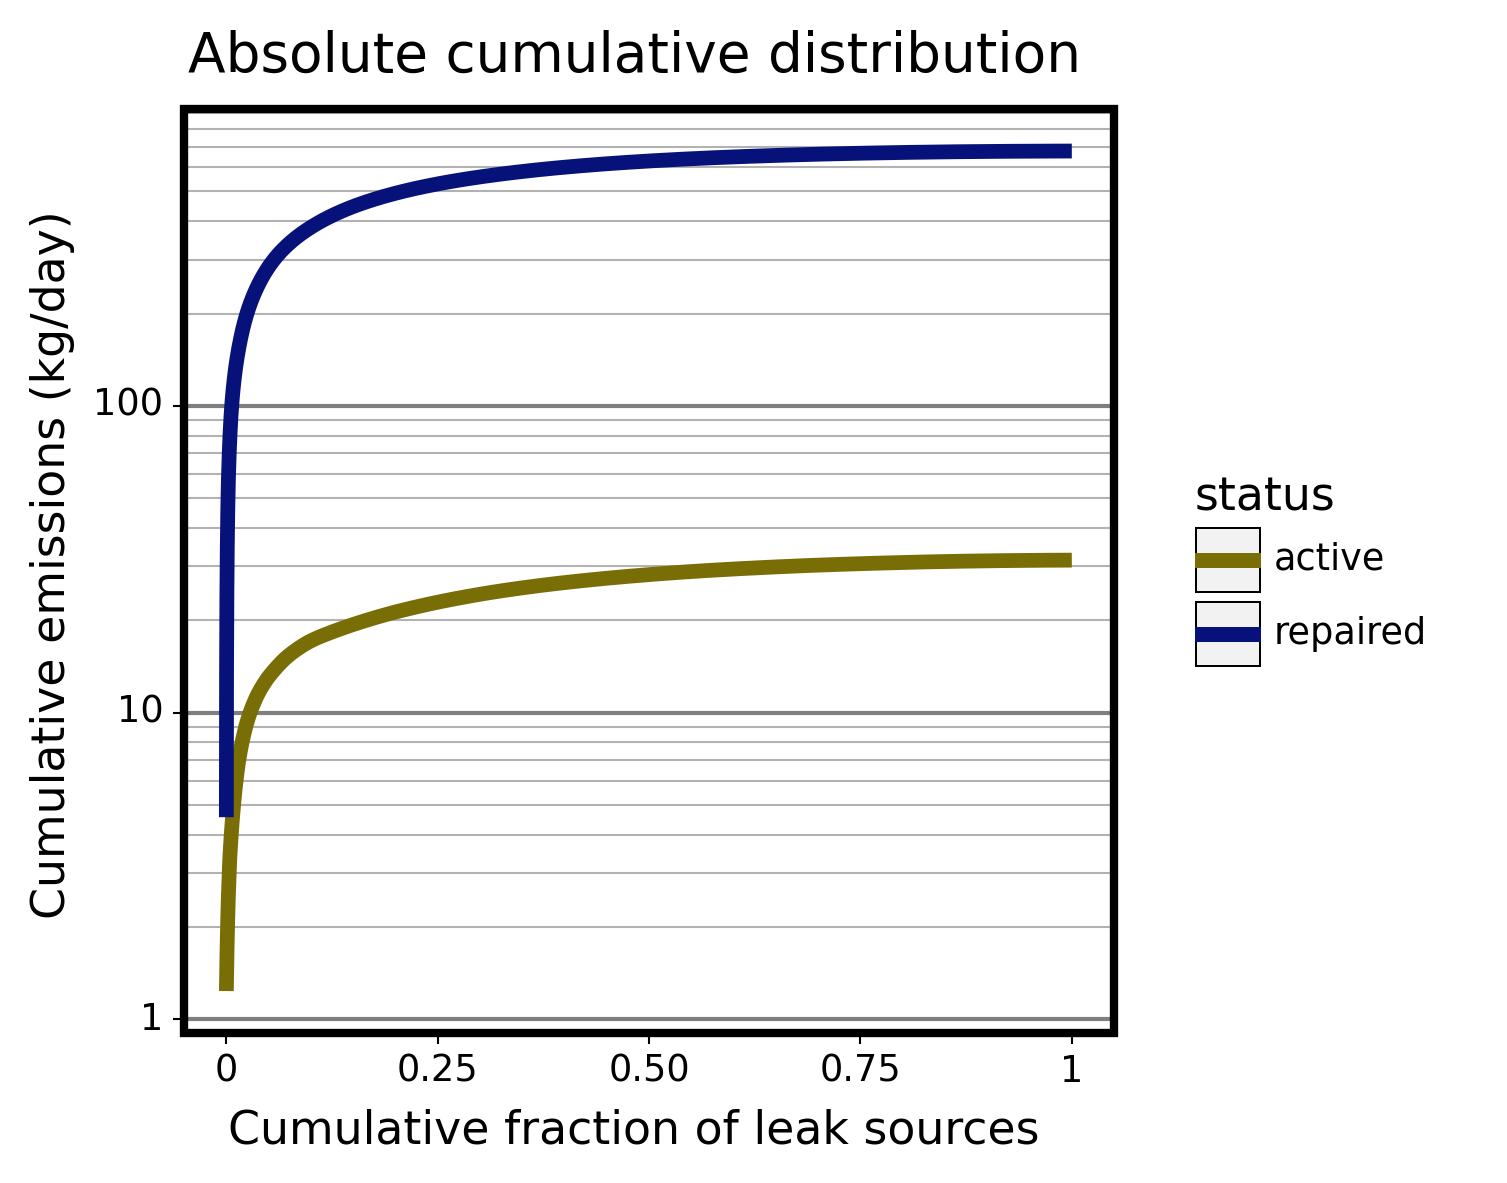 Absolute cumulative distribution
Cumulative emissions (kg/day)
100
10
1
0
0.25
0.50
0.75
1
Cumulative fraction of leak sources
status
active
repaired